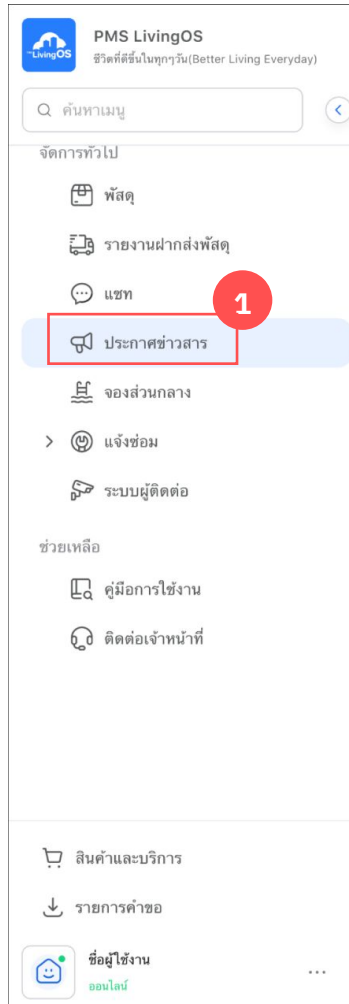 PMS LivingOS
LivingOS
ชีวิตที่ดีขึ้นในทุกๆวัน(Better Living Everyday)
ค้นหาเมนู
จัดการทั่วไป
พัสดุ
รายงานฝากส่งพัสดุ
แชท
1
ประกาศข่าวสาร
จองส่วนกลาง
แจ้งซ่อม
ระบบผู้ติดต่อ
ช่วยเหลือ
คู่มือการใช้งาน
ติดต่อเจ้าหน้าที่
สินค้าและบริการ
รายการคำขอ
ชื่อผู้ใช้งาน
ออนไลน์